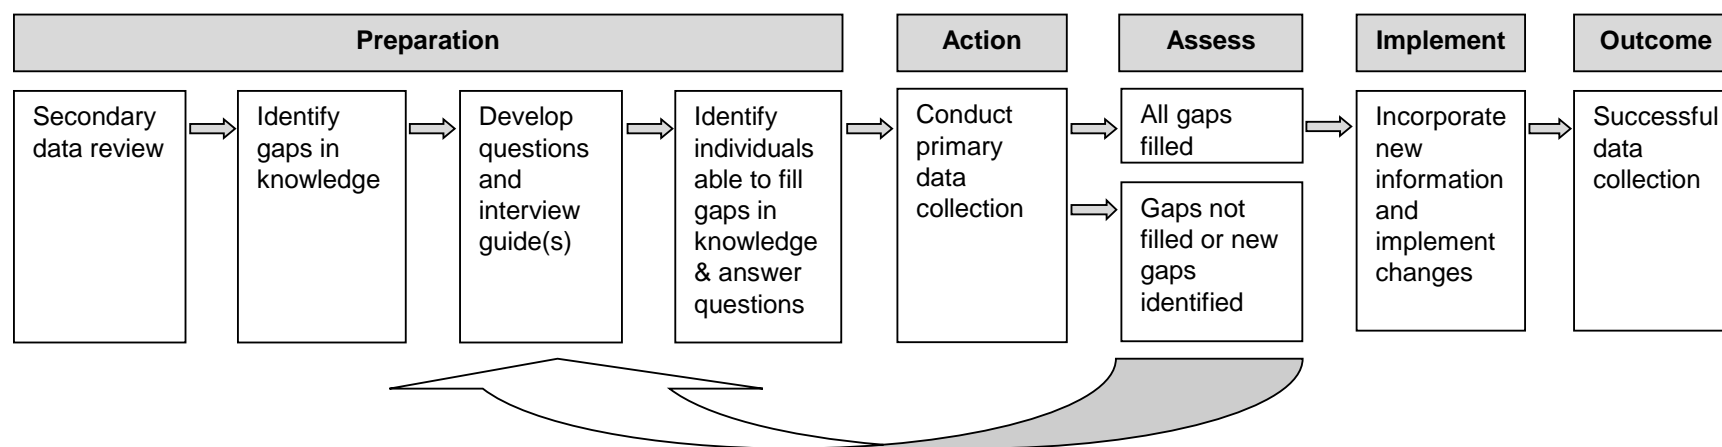 Preparation
Action
Assess
Implement
Outcome
Secondary
data review
Identify
gaps in
knowledge
Develop
questions
and
interview
guide(s)
Identify
individuals
able to fill
gaps in
knowledge
& answer
questions
Conduct
primary
data
collection
All gaps
filled
Gaps not
filled or new
gaps
identified
Incorporate
new
information
and
implement
changes
Successful
data
collection